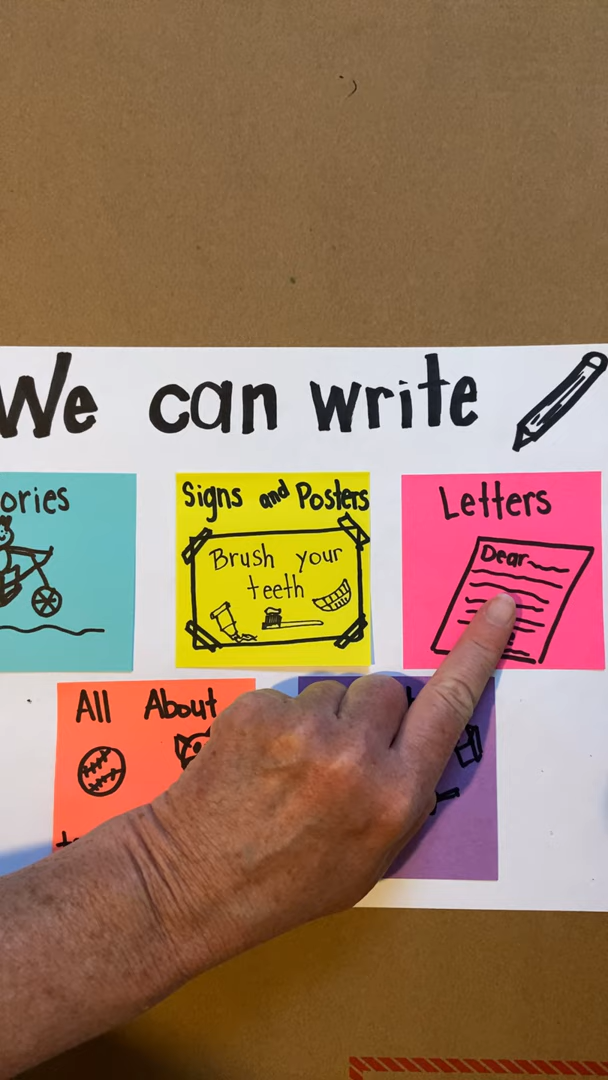 We can write
ories
Signs and Posters
Brush your
teeth
Letters
Dear
All About